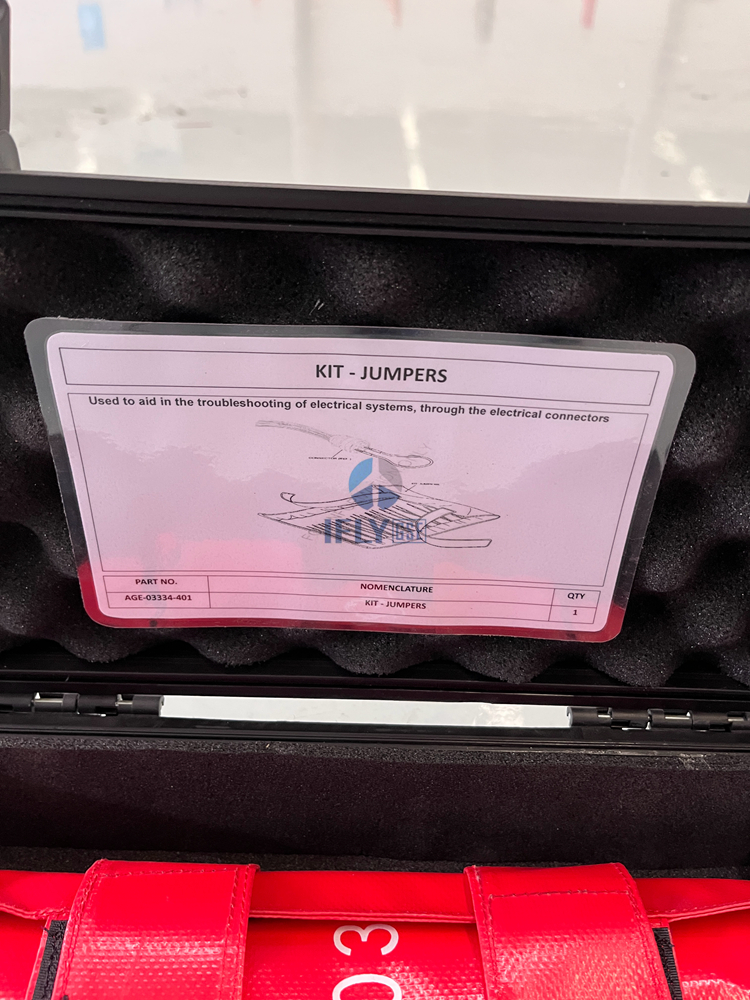 KIT - JUMPERS
Used to aid in the troubleshooting of electrical systems, through the electrical connectors
IFLY GSE
PART NO. NOMENCLATURE QTY
AGE-03334-401 KIT - JUMPERS 1
03